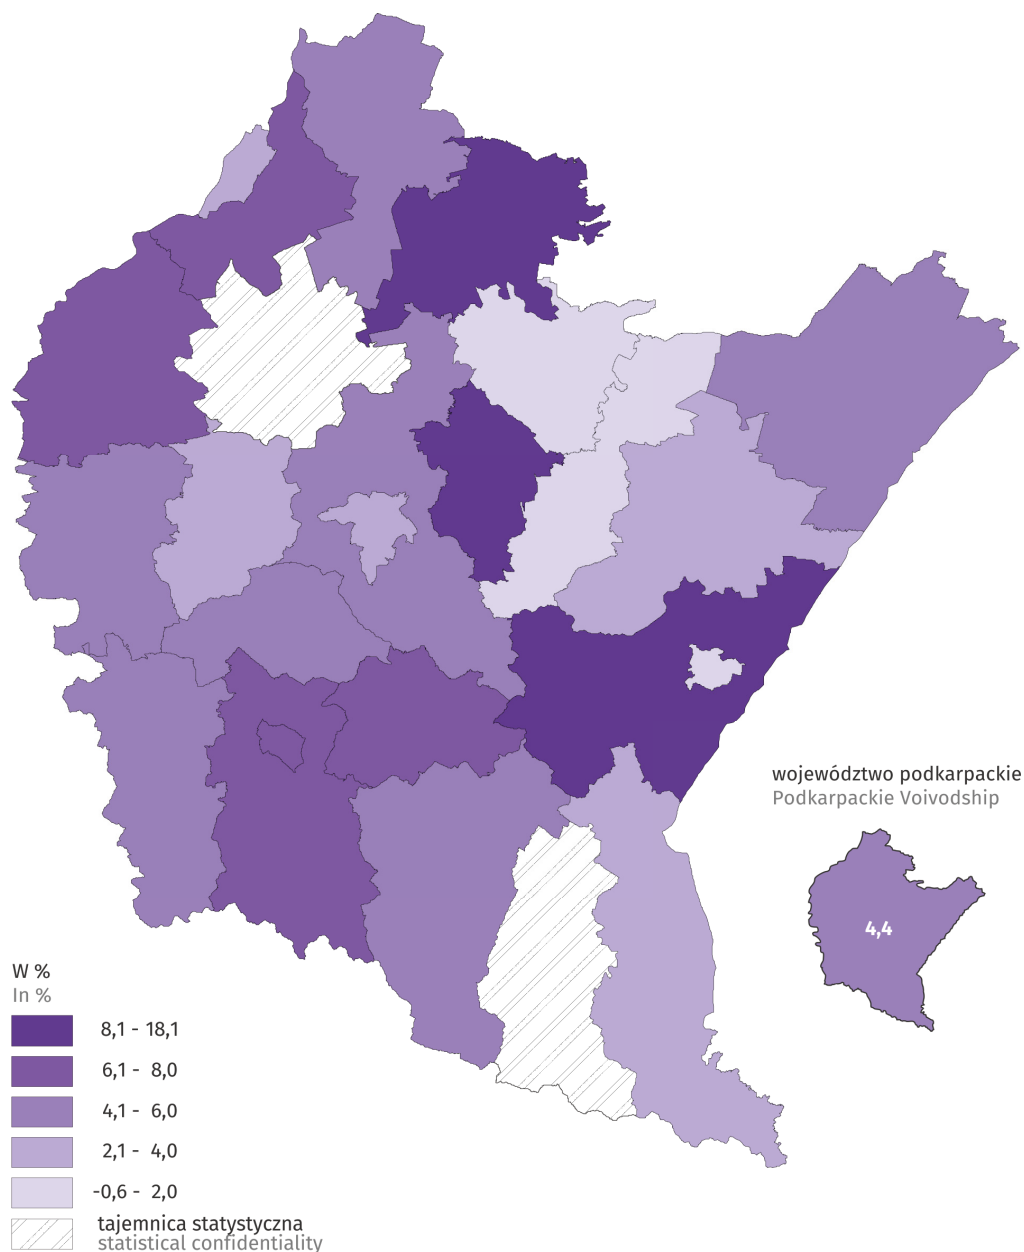 województwo podkarpackie
Podkarpackie Voivodship
4,4
W %
In %
8,1 - 18,1
6,1 - 8,0
4,1 - 6,0
2,1 - 4,0
-0,6 - 2,0
tajemnica statystyczna
statistical confidentiality